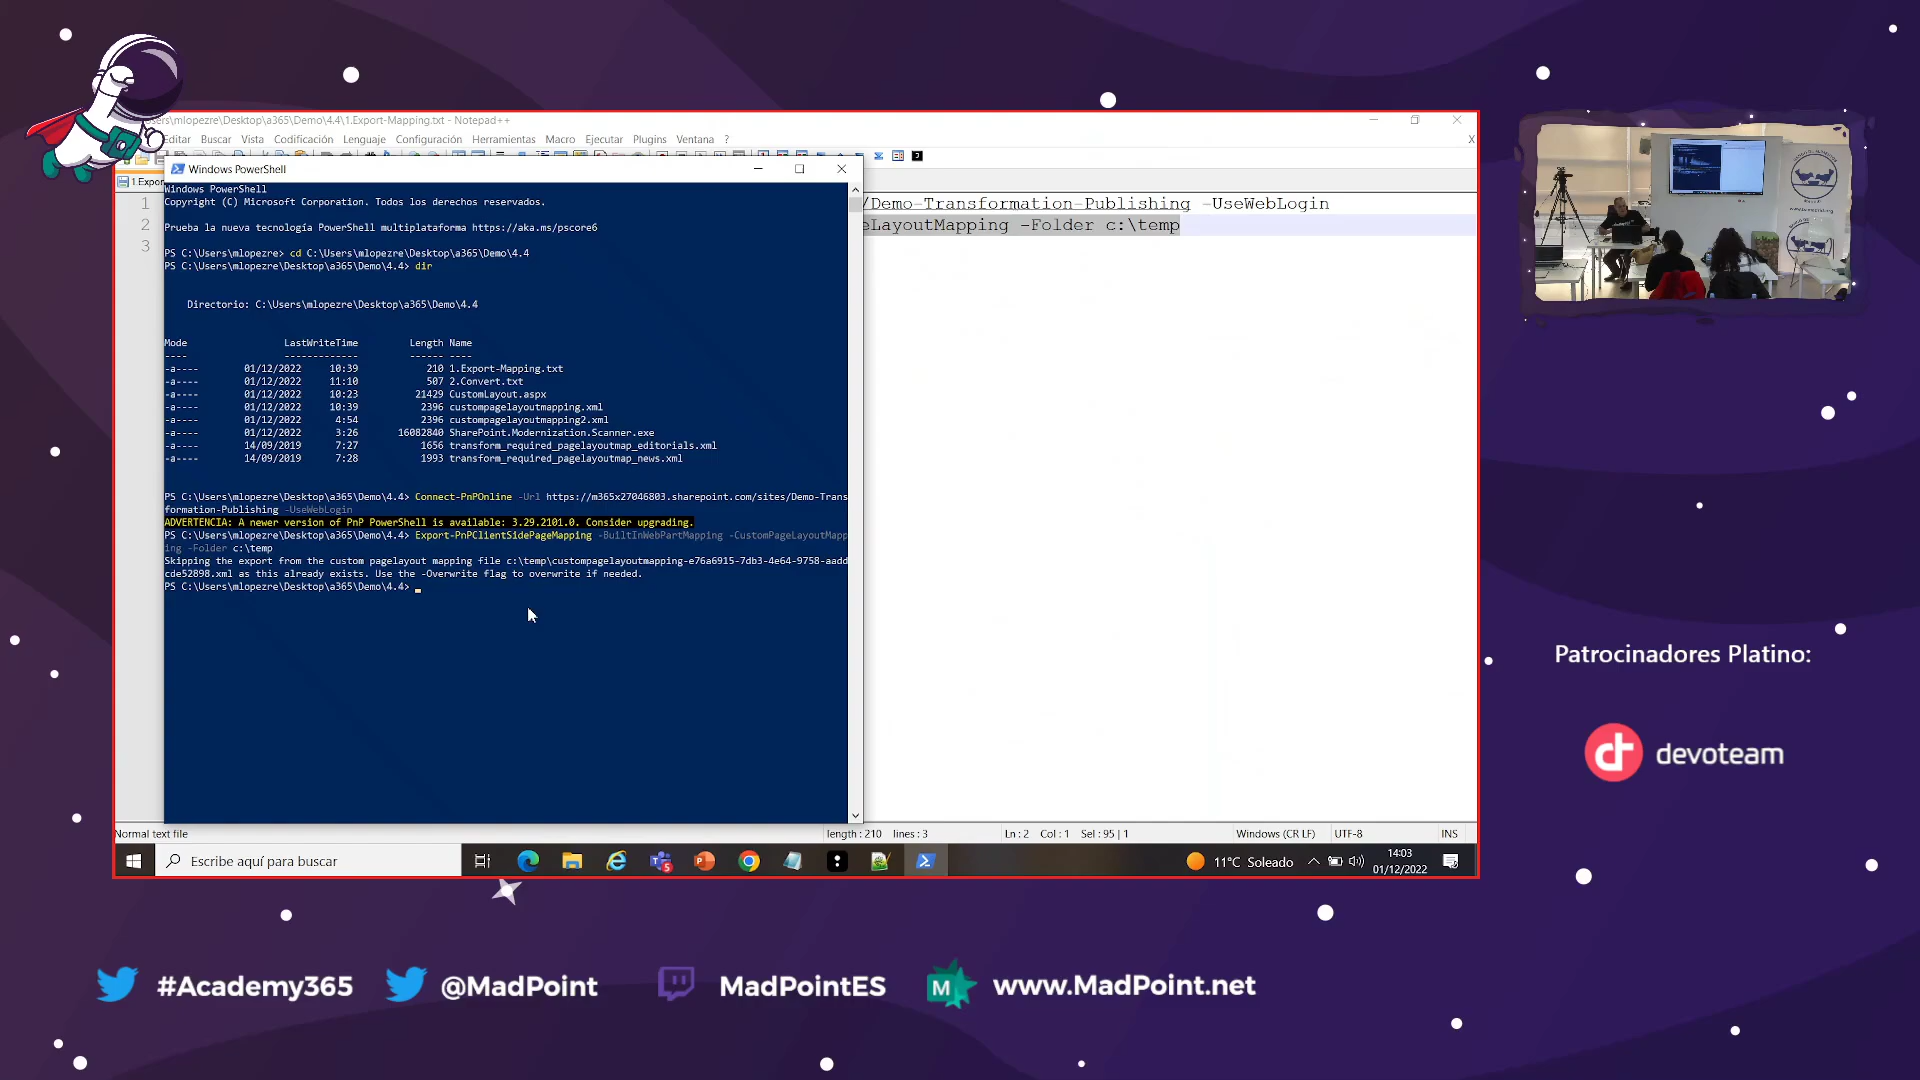 sers\mlopezre\Desktop\a365\Demo\4.4\1.Export-Mapping.txt - Notepad++
Editar Buscar Vista Codificación Lenguaje Configuración Herramientas Macro Ejecutar Plugins Ventana ? X
1.Expor
Windows PowerShell
1
2
3
/Demo-Transformation-Publishing -UseWebLogin
eLayoutMapping -Folder c:\temp
Windows PowerShell
Copyright (C) Microsoft Corporation. Todos los derechos reservados.
Prueba la nueva tecnología PowerShell multiplataforma https://aka.ms/pscore6
PS C:\Users\mlopezre> cd C:\Users\mlopezre\Desktop\a365\Demo\4.4
PS C:\Users\mlopezre\Desktop\a365\Demo\4.4> dir
Directorio: C:\Users\mlopezre\Desktop\a365\Demo\4.4
Mode LastWriteTime Length Name
---- ------------- ------ ----
-a---- 01/12/2022 10:39 210 1.Export-Mapping.txt
-a---- 01/12/2022 11:10 507 2.Convert.txt
-a---- 01/12/2022 10:23 21429 CustomLayout.aspx
-a---- 01/12/2022 10:39 2396 custompagelayoutmapping.xml
-a---- 01/12/2022 4:54 2396 custompagelayoutmapping2.xml
-a---- 01/12/2022 3:26 16082840 SharePoint.Modernization.Scanner.exe
-a---- 14/09/2019 7:27 1656 transform_required_pagelayoutmap_editorials.xml
-a---- 14/09/2019 7:28 1993 transform_required_pagelayoutmap_news.xml
PS C:\Users\mlopezre\Desktop\a365\Demo\4.4> Connect-PnPOnline -Url https://m365x27046803.sharepoint.com/sites/Demo-Trans
formation-Publishing -UseWebLogin
ADVERTENCIA: A newer version of PnP PowerShell is available: 3.29.2101.0. Consider upgrading.
PS C:\Users\mlopezre\Desktop\a365\Demo\4.4> Export-PnPClientSidePageMapping -BuiltInWebPartMapping -CustomPageLayoutMapp
ing -Folder c:\temp
Skipping the export from the custom pagelayout mapping file c:\temp\custompagelayoutmapping-e76a6915-7db3-4e64-9758-aadd
cde52898.xml as this already exists. Use the -Overwrite flag to overwrite if needed.
PS C:\Users\mlopezre\Desktop\a365\Demo\4.4>
Normal text file length : 210 lines : 3 Ln : 2 Col : 1 Sel : 95 | 1 Windows (CR LF) UTF-8 INS
Escribe aquí para buscar
11°C Soleado
14:03
01/12/2022
Patrocinadores Platino:
devoteam
#Academy365 @MadPoint MadPointES www.MadPoint.net